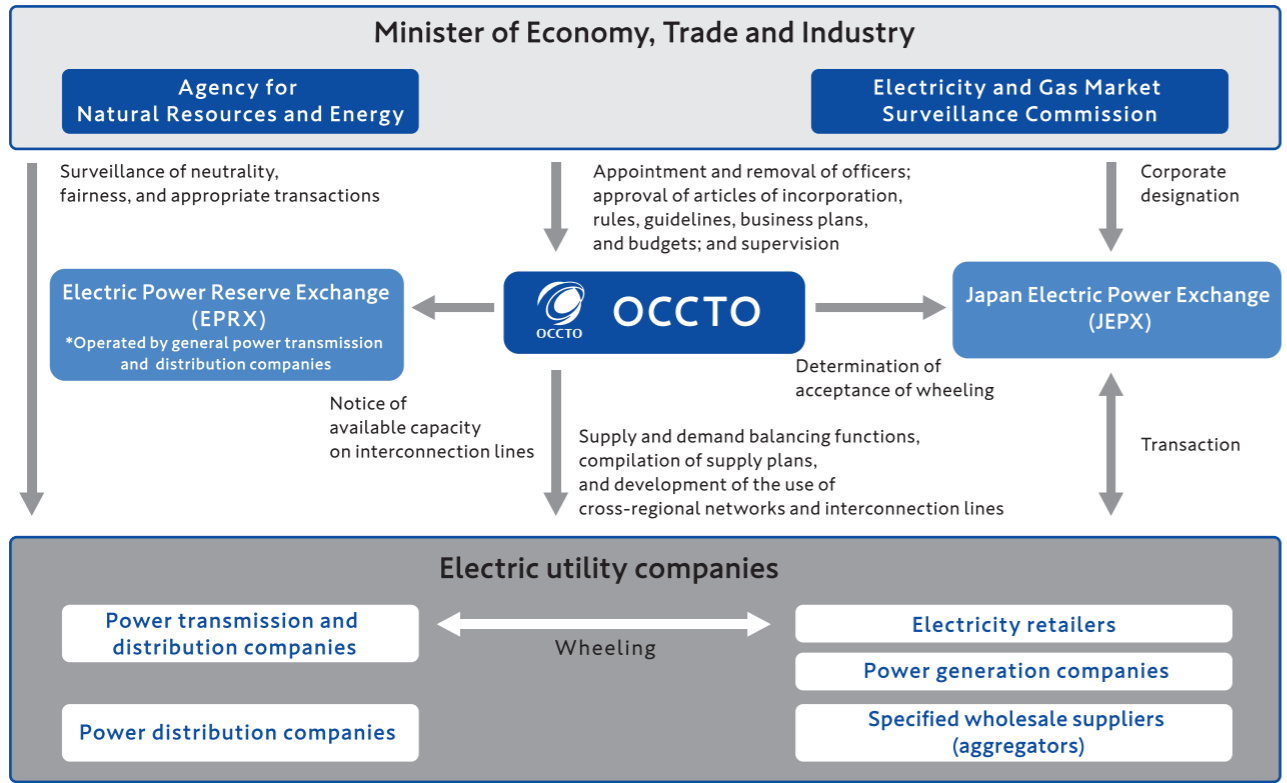 Minister of Economy, Trade and Industry
Agency for
Natural Resources and Energy
Electricity and Gas Market
Surveillance Commission
Surveillance of neutrality,
fairness, and appropriate transactions
Appointment and removal of officers;
approval of articles of incorporation,
rules, guidelines, business plans,
and budgets; and supervision
Corporate
designation
Electric Power Reserve Exchange
(EPRX)
*Operated by general power transmission
and distribution companies
OCCTO
OCCTO
Japan Electric Power Exchange
(JEPX)
Determination of
acceptance of wheeling
Notice of
available capacity
on interconnection lines
Supply and demand balancing functions,
compilation of supply plans,
and development of the use of
cross-regional networks and interconnection lines
Transaction
Electric utility companies
Power transmission and
distribution companies
Wheeling
Electricity retailers
Power generation companies
Power distribution companies
Specified wholesale suppliers
(aggregators)